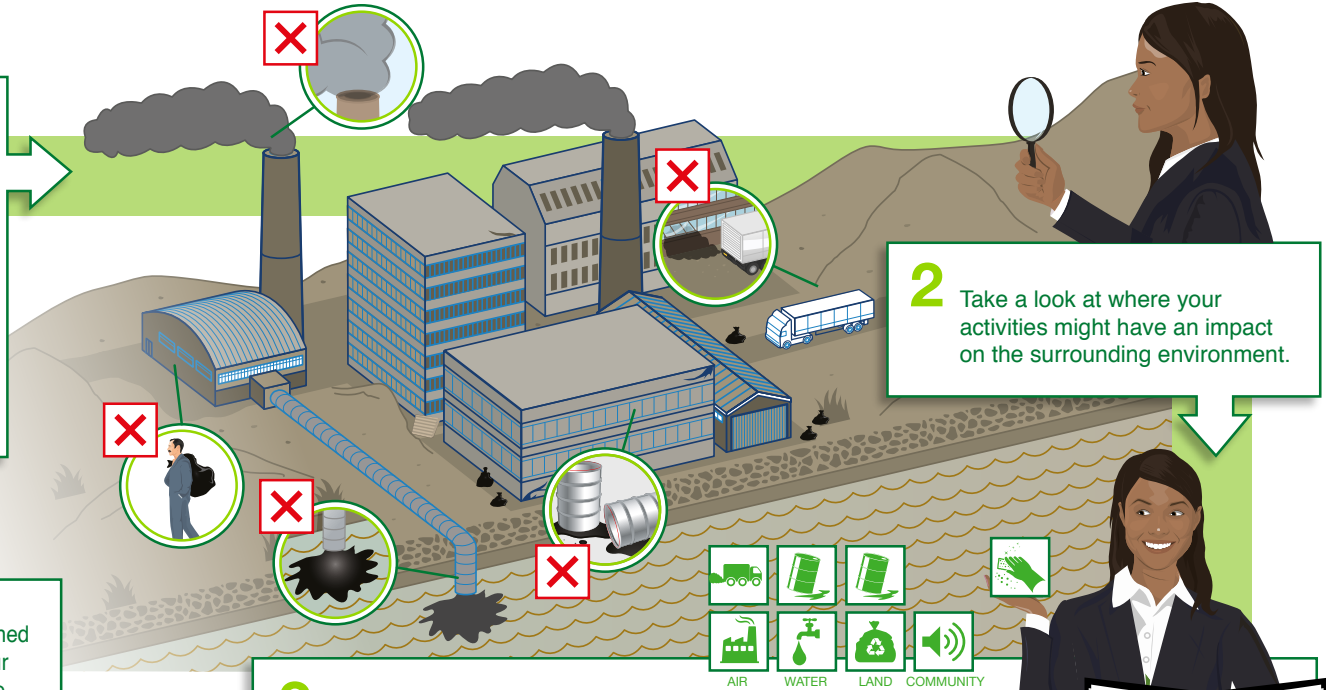 2
Take a look at where your
activities might have an impact
on the surrounding environment.
AIR
WATER
LAND
COMMUNITY